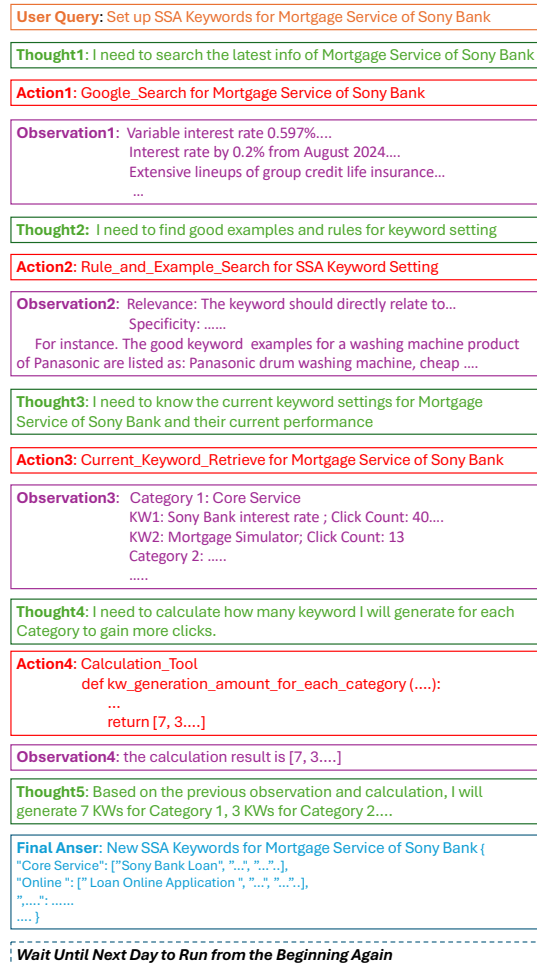 User Query: Set up SSA Keywords for Mortgage Service of Sony Bank
Thought1: I need to search the latest info of Mortgage Service of Sony Bank
Action1: Google_Search for Mortgage Service of Sony Bank
Observation1: Variable interest rate 0.597%....
Interest rate by 0.2% from August 2024....
Extensive lineups of group credit life insurance...
...
Thought2: I need to find good examples and rules for keyword setting
Action2: Rule_and_Example_Search for SSA Keyword Setting
Observation2: Relevance: The keyword should directly relate to...
Specificity: ......
For instance. The good keyword examples for a washing machine product
of Panasonic are listed as: Panasonic drum washing machine, cheap ....
Thought3: I need to know the current keyword settings for Mortgage
Service of Sony Bank and their current performance
Action3: Current_Keyword_Retrieve for Mortgage Service of Sony Bank
Observation3: Category 1: Core Service
KW1: Sony Bank interest rate ; Click Count: 40....
KW2: Mortgage Simulator; Click Count: 13
Category 2: .....
.....
Thought4: I need to calculate how many keyword I will generate for each
Category to gain more clicks.
Action4: Calculation_Tool
def kw_generation_amount_for_each_category (....):
...
return [7, 3....]
Observation4: the calculation result is [7, 3....]
Thought5: Based on the previous observation and calculation, I will
generate 7 KWs for Category 1, 3 KWs for Category 2....
Final Anser: New SSA Keywords for Mortgage Service of Sony Bank {
"Core Service": ["Sony Bank Loan", "...", "..."..],
"Online ": [" Loan Online Application ", "...", "..."..],
",....": ......
.... }
Wait Until Next Day to Run from the Beginning Again